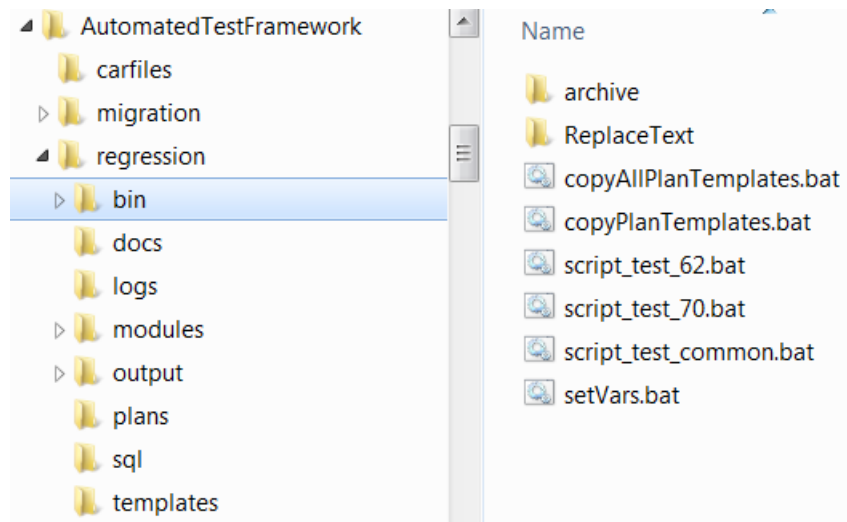 AutomatedTestFramework
carfiles
migration
regression
bin
docs
logs
modules
output
plans
sql
templates
Name
archive
ReplaceText
copyAllPlanTemplates.bat
copyPlanTemplates.bat
script_test_62.bat
script_test_70.bat
script_test_common.bat
setVars.bat